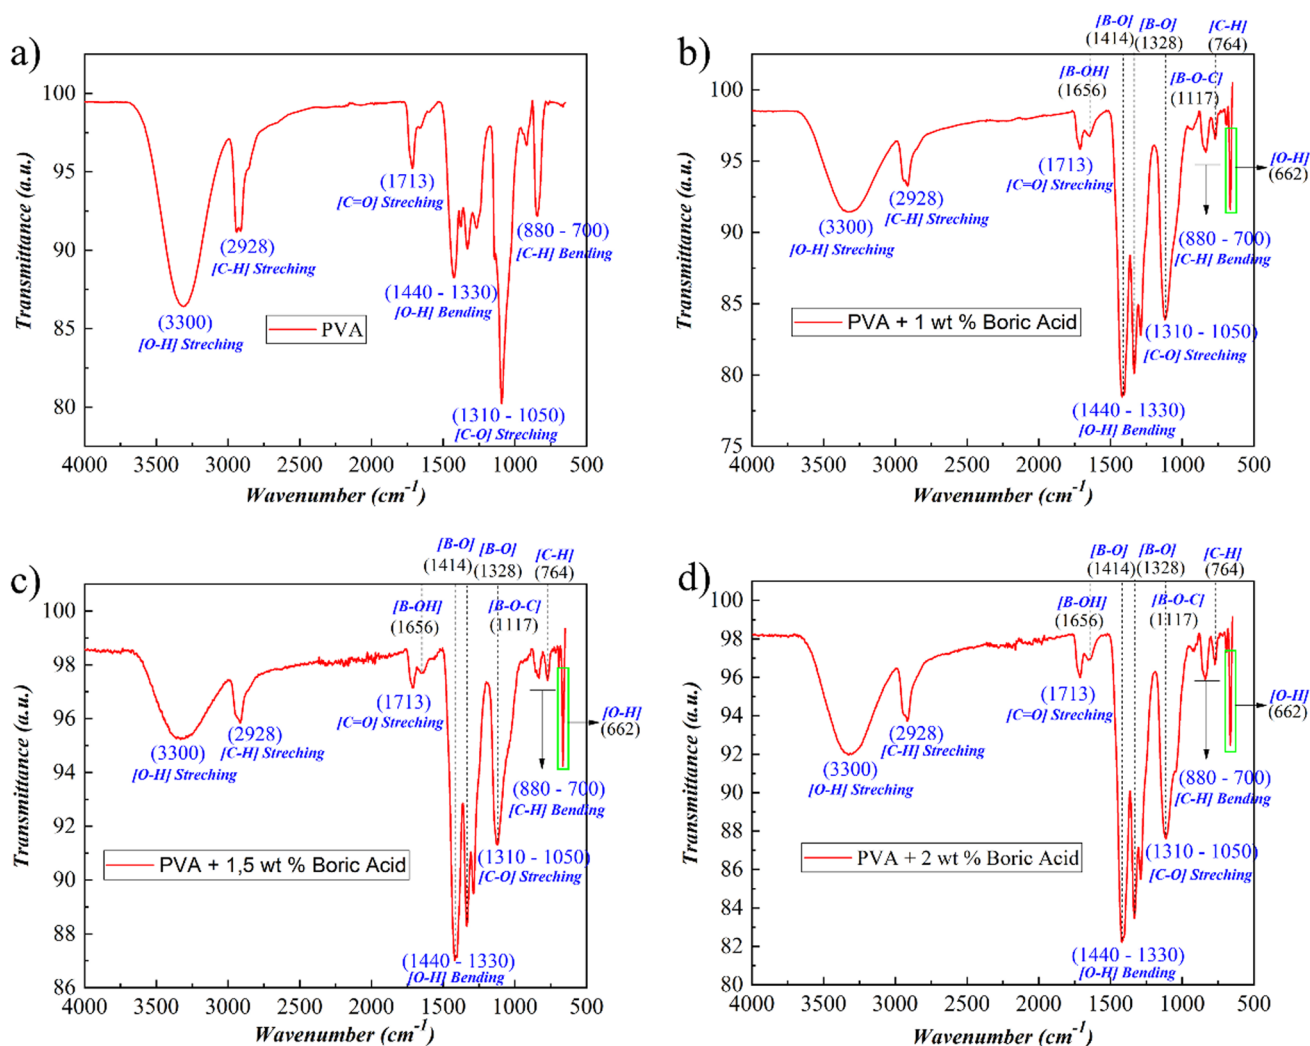 a)
100
95
90
85
80
Transmittance (a.u.)
(3300)
[O-H] Streching
(2928)
[C-H] Streching
(1713)
[C=O] Streching
(1440 - 1330)
[O-H] Bending
(880 - 700)
[C-H] Bending
(1310 - 1050)
[C-O] Streching
PVA
4000 3500 3000 2500 2000 1500 1000 500
Wavenumber (cm-1)
b)
[B-O] [B-O] [C-H]
(1414) (1328) (764)
[B-OH]
(1656)
[B-O-C]
(1117)
100
95
90
85
80
75
Transmittance (a.u.)
(3300)
[O-H] Streching
(2928)
[C-H] Streching
(1713)
[C=O] Streching
[O-H]
(662)
(880 - 700)
[C-H] Bending
(1310 - 1050)
[C-O] Streching
(1440 - 1330)
[O-H] Bending
PVA + 1 wt % Boric Acid
4000 3500 3000 2500 2000 1500 1000 500
Wavenumber (cm-1)
c)
[B-O] [B-O] [C-H]
(1414) (1328) (764)
[B-OH]
(1656)
[B-O-C]
(1117)
100
98
96
94
92
90
88
86
Transmittance (a.u.)
(3300)
[O-H] Streching
(2928)
[C-H] Streching
(1713)
[C=O] Streching
[O-H]
(662)
(880 - 700)
[C-H] Bending
(1310 - 1050)
[C-O] Streching
(1440 - 1330)
[O-H] Bending
PVA + 1,5 wt % Boric Acid
4000 3500 3000 2500 2000 1500 1000 500
Wavenumber (cm-1)
d)
[B-O] [B-O] [C-H]
(1414) (1328) (764)
[B-OH]
(1656)
[B-O-C]
(1117)
100
98
96
94
92
90
88
86
84
82
80
Transmittance (a.u.)
(3300)
[O-H] Streching
(2928)
[C-H] Streching
(1713)
[C=O] Streching
[O-H]
(662)
(880 - 700)
[C-H] Bending
(1310 - 1050)
[C-O] Streching
(1440 - 1330)
[O-H] Bending
PVA + 2 wt % Boric Acid
4000 3500 3000 2500 2000 1500 1000 500
Wavenumber (cm-1)